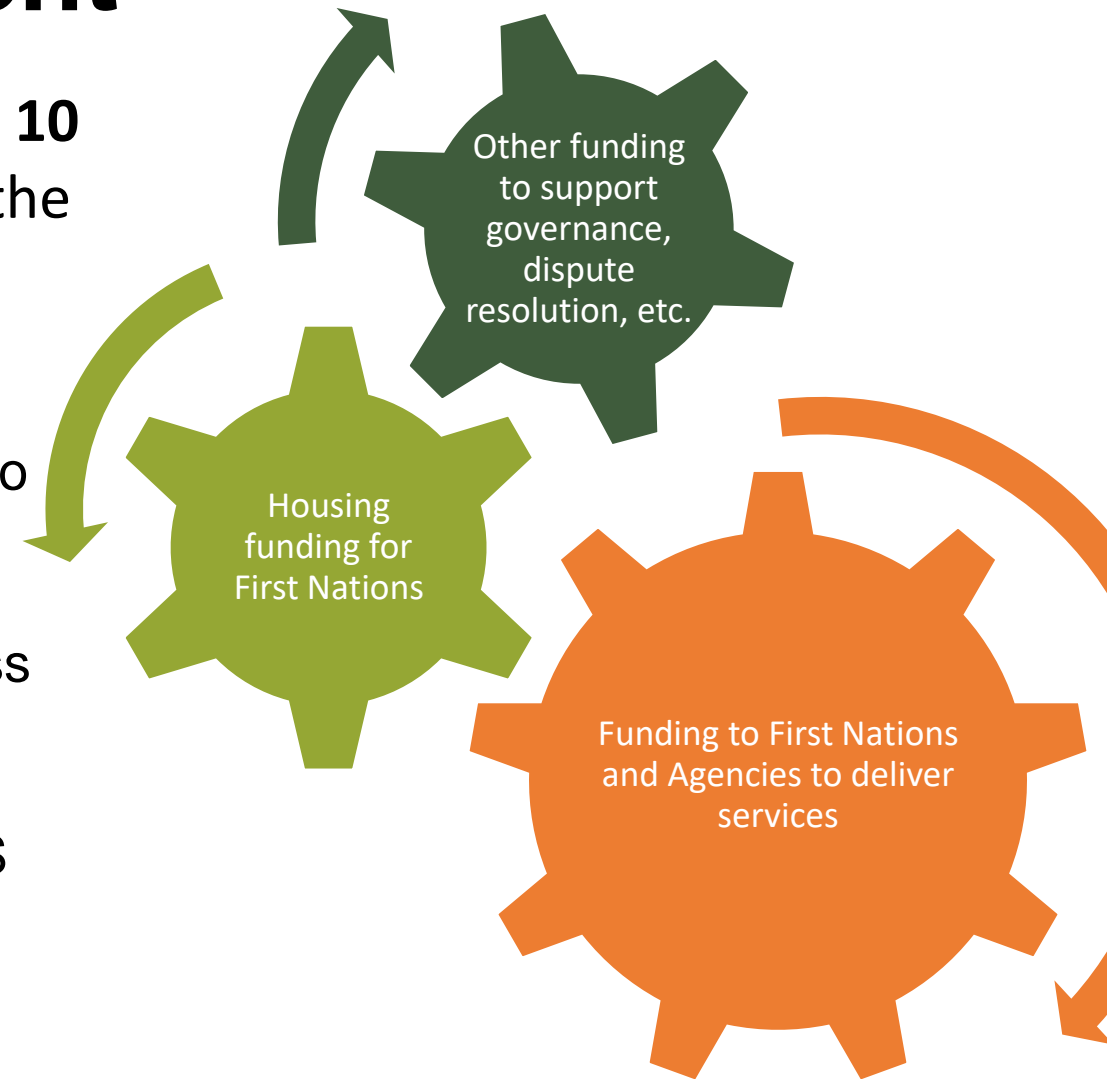 10
the
Other funding
to support
governance,
dispute
resolution, etc.
Housing
funding for
First Nations
Funding to First Nations
and Agencies to deliver
services